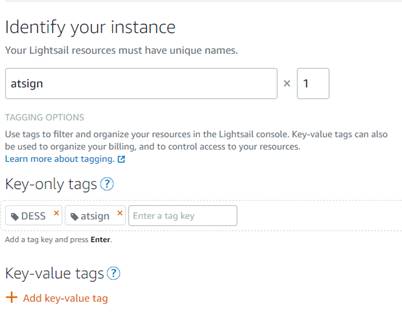 Identify your instance
Your Lightsail resources must have unique names.
atsign × 1
TAGGING OPTIONS
Use tags to filter and organize your resources in the Lightsail console. Key-value tags can also
be used to organize your billing, and to control access to your resources.
Learn more about tagging.
Key-only tags ?
DESS × atsign × Enter a tag key
Add a tag key and press Enter.
Key-value tags ?
+ Add key-value tag